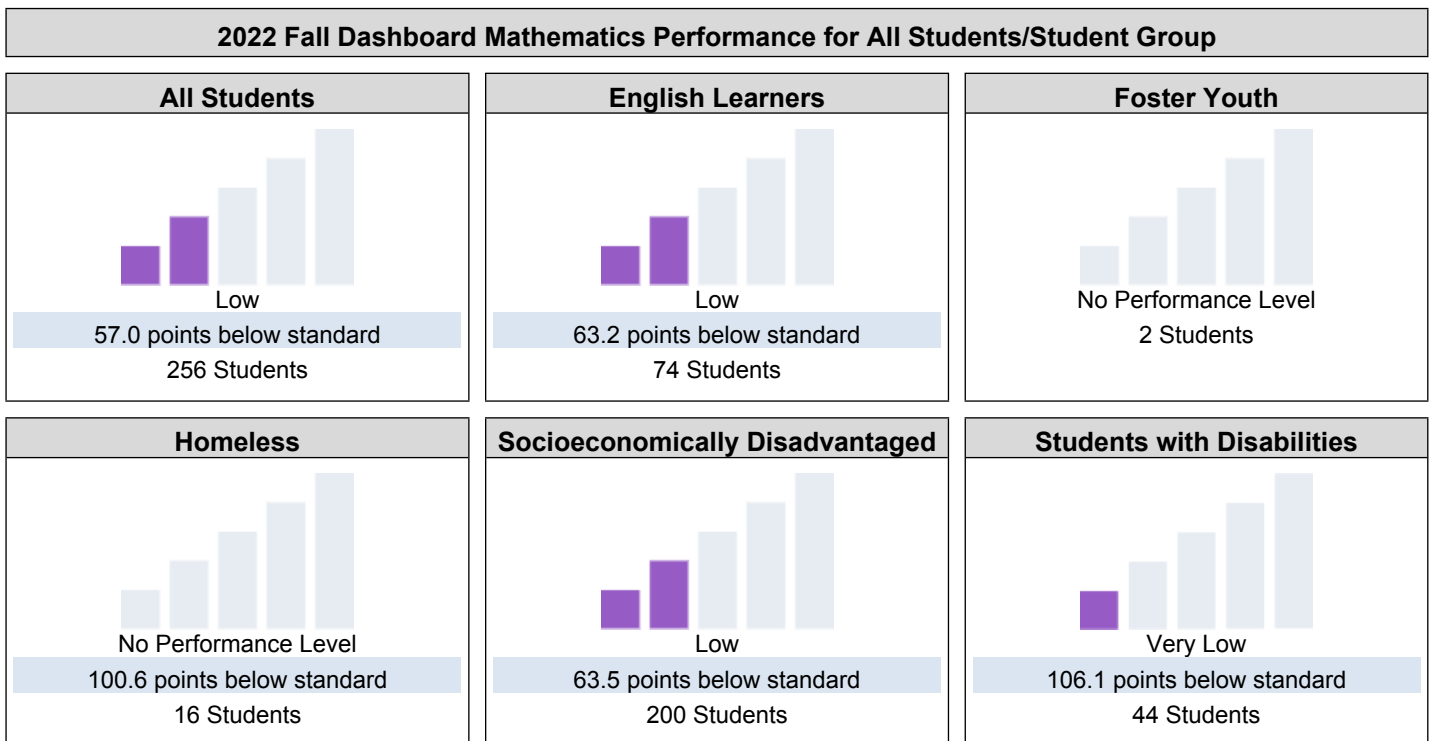 2022 Fall Dashboard Mathematics Performance for All Students/Student Group
All Students
Low
57.0 points below standard
256 Students
English Learners
Low
63.2 points below standard
74 Students
Foster Youth
No Performance Level
2 Students
Homeless
No Performance Level
100.6 points below standard
16 Students
Socioeconomically Disadvantaged
Low
63.5 points below standard
200 Students
Students with Disabilities
Very Low
106.1 points below standard
44 Students